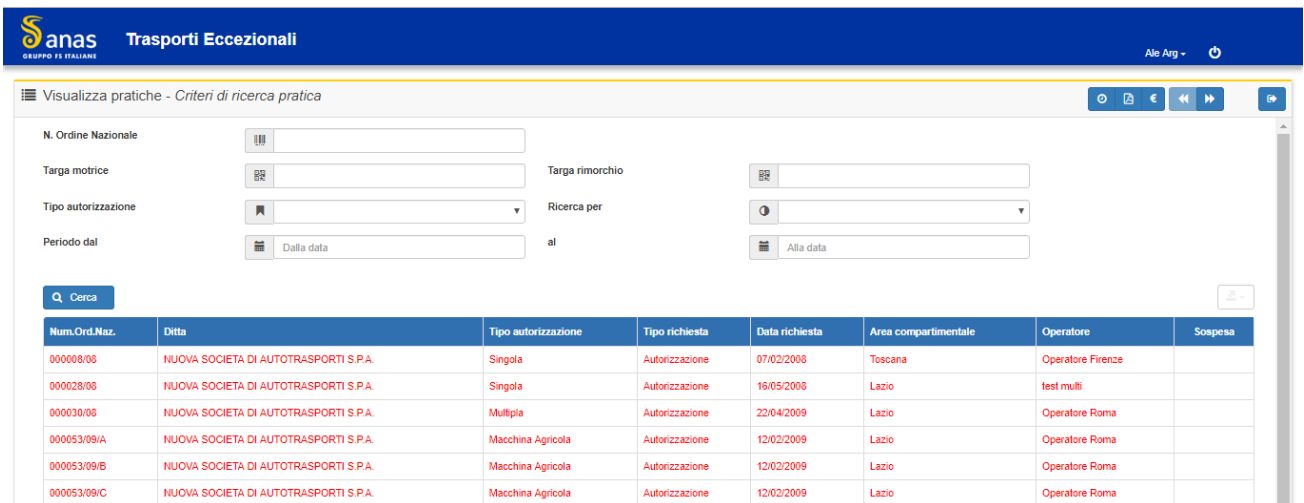 anas
GRUPPO FS ITALIANE
Trasporti Eccezionali
Ale Arg
Visualizza pratiche - Criteri di ricerca pratica
N. Ordine Nazionale
Targa motrice Targa rimorchio
Tipo autorizzazione Ricerca per
Periodo dal Dalla data al Alla data
Cerca
Num.Ord.Naz. Ditta Tipo autorizzazione Tipo richiesta Data richiesta Area compartimentale Operatore Sospesa
000008/08 NUOVA SOCIETA DI AUTOTRASPORTI S.P.A. Singola Autorizzazione 07/02/2008 Toscana Operatore Firenze
000028/08 NUOVA SOCIETA DI AUTOTRASPORTI S.P.A. Singola Autorizzazione 16/05/2008 Lazio test multi
000030/08 NUOVA SOCIETA DI AUTOTRASPORTI S.P.A. Multipla Autorizzazione 22/04/2009 Lazio Operatore Roma
000053/09/A NUOVA SOCIETA DI AUTOTRASPORTI S.P.A. Macchina Agricola Autorizzazione 12/02/2009 Lazio Operatore Roma
000053/09/B NUOVA SOCIETA DI AUTOTRASPORTI S.P.A. Macchina Agricola Autorizzazione 12/02/2009 Lazio Operatore Roma
000053/09/C NUOVA SOCIETA DI AUTOTRASPORTI S.P.A. Macchina Agricola Autorizzazione 12/02/2009 Lazio Operatore Roma